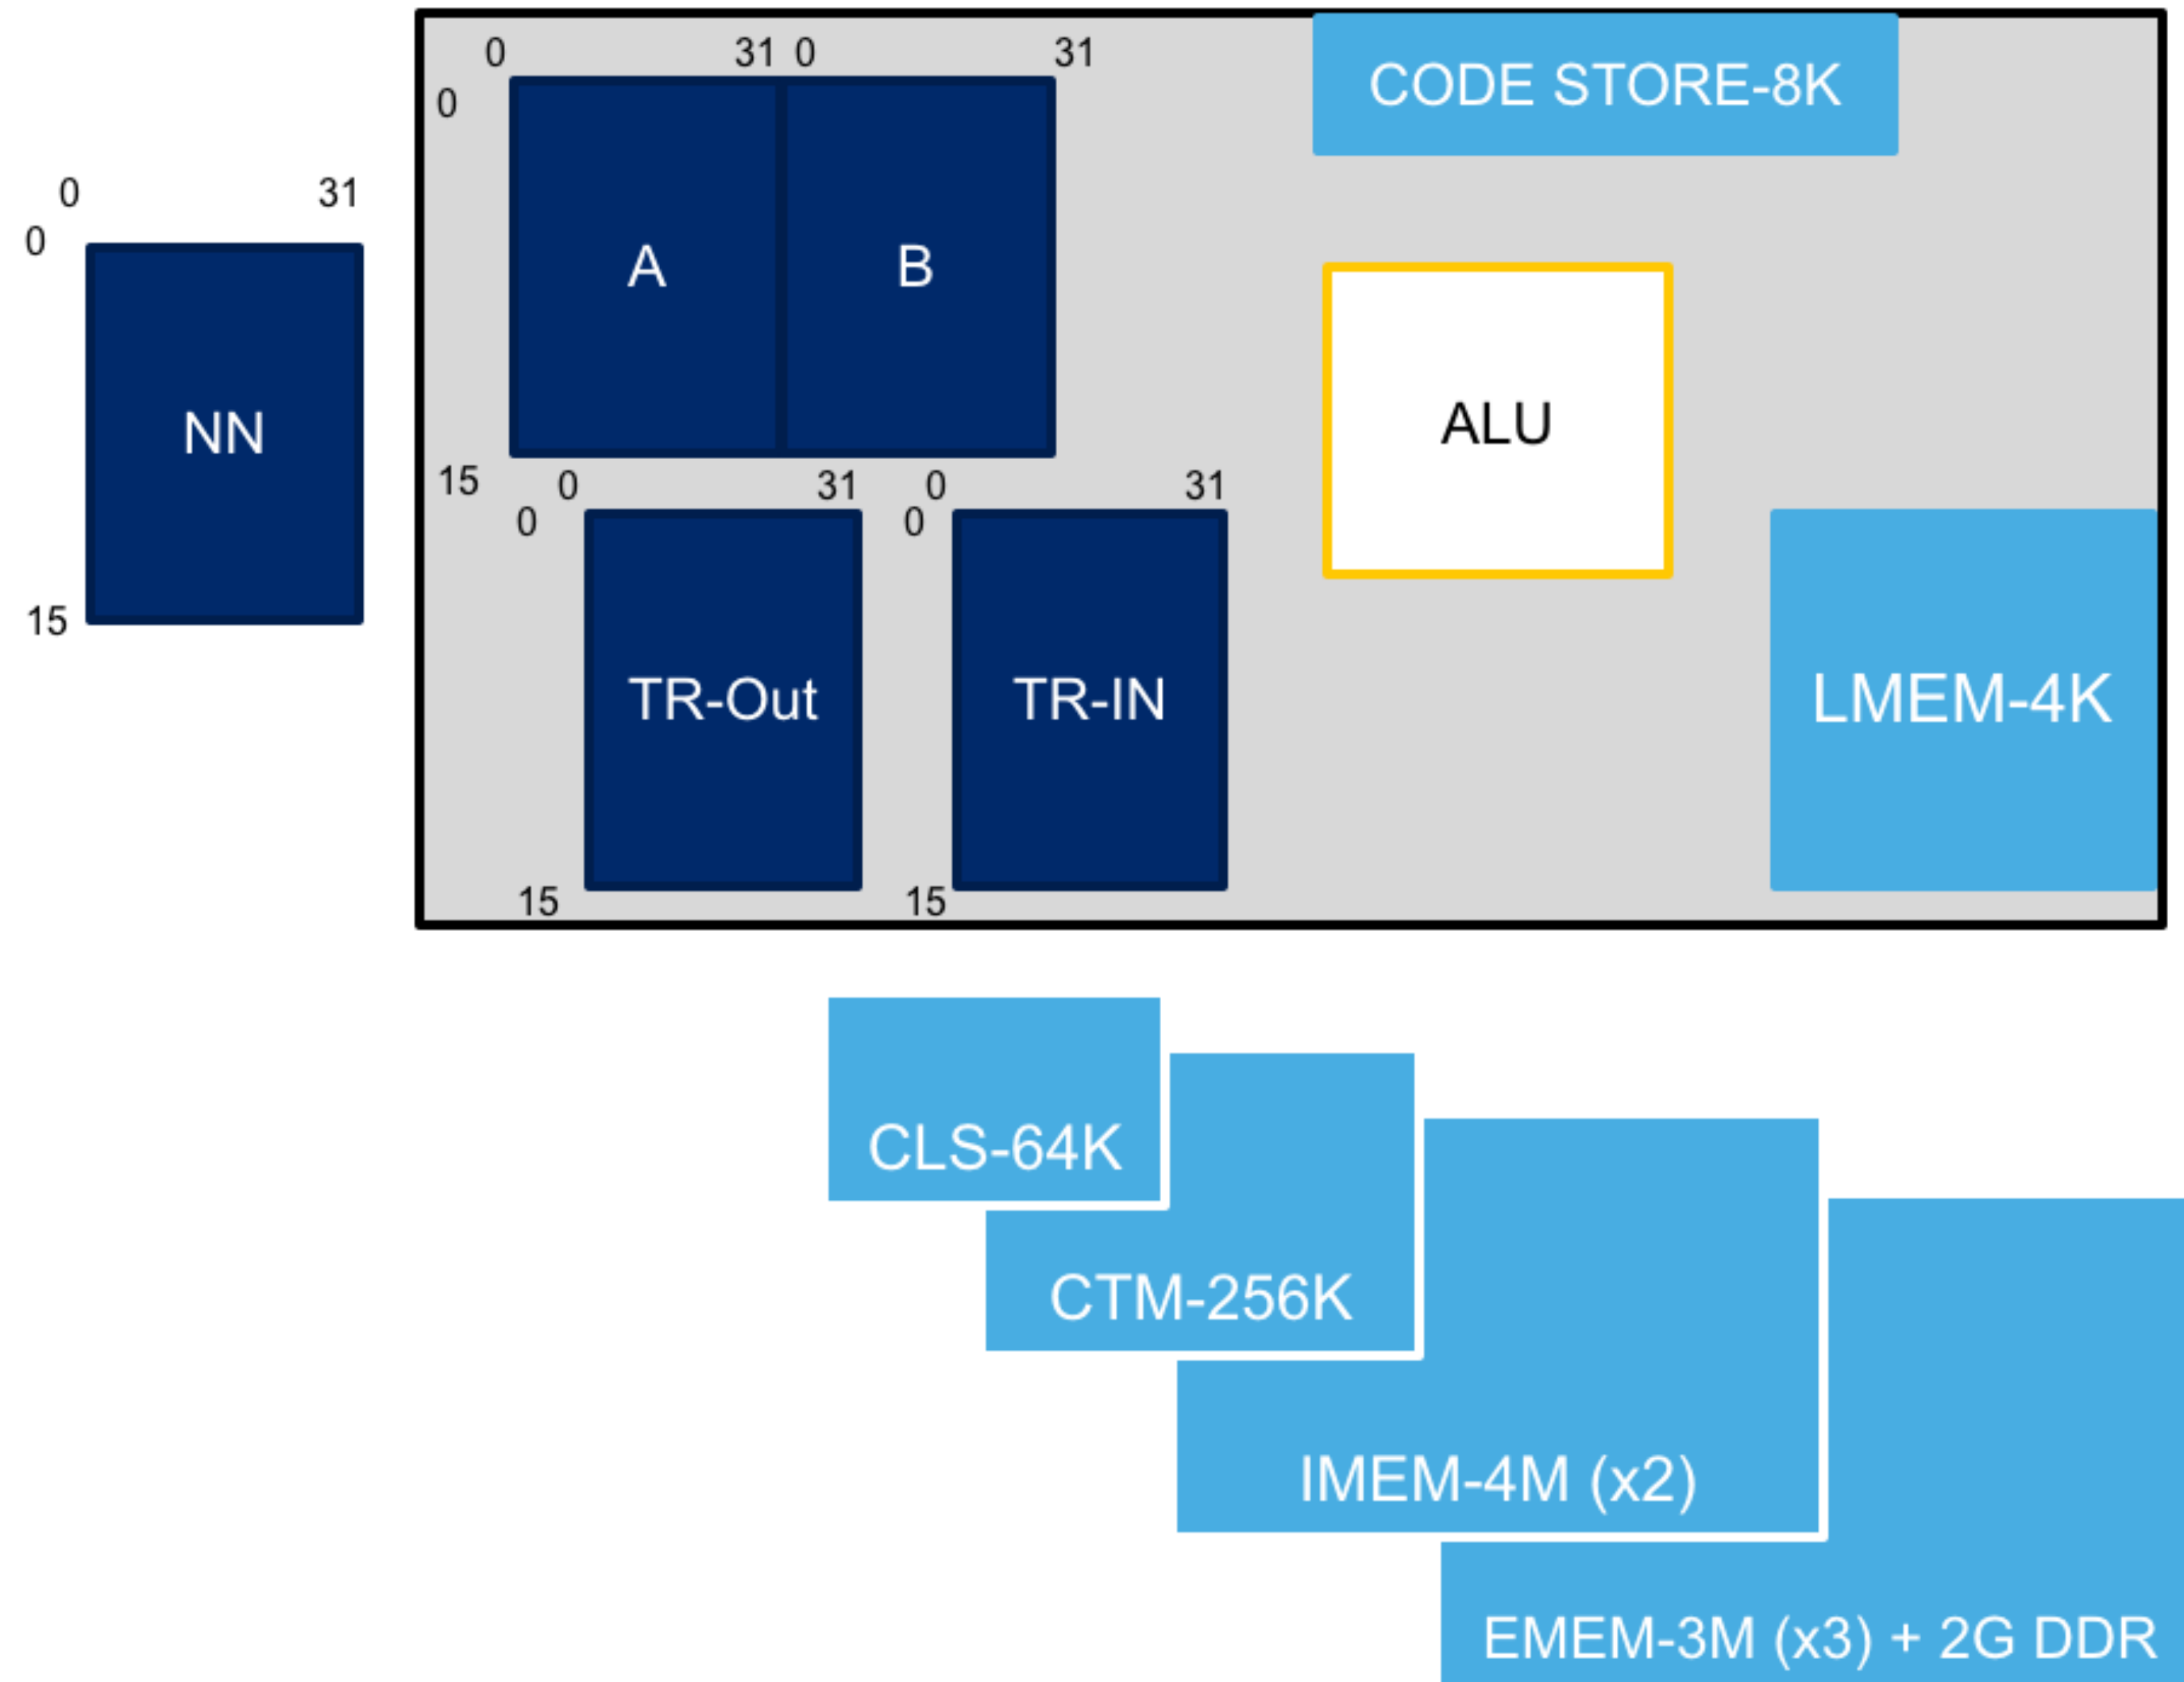 0 31 0 31
CODE STORE-8K
0
A B
15
0 31
0
NN
15
ALU
0 31
0
TR-Out
15
0 31
0
TR-IN
15
LMEM-4K
CLS-64K
CTM-256K
IMEM-4M (x2)
EMEM-3M (x3) + 2G DDR